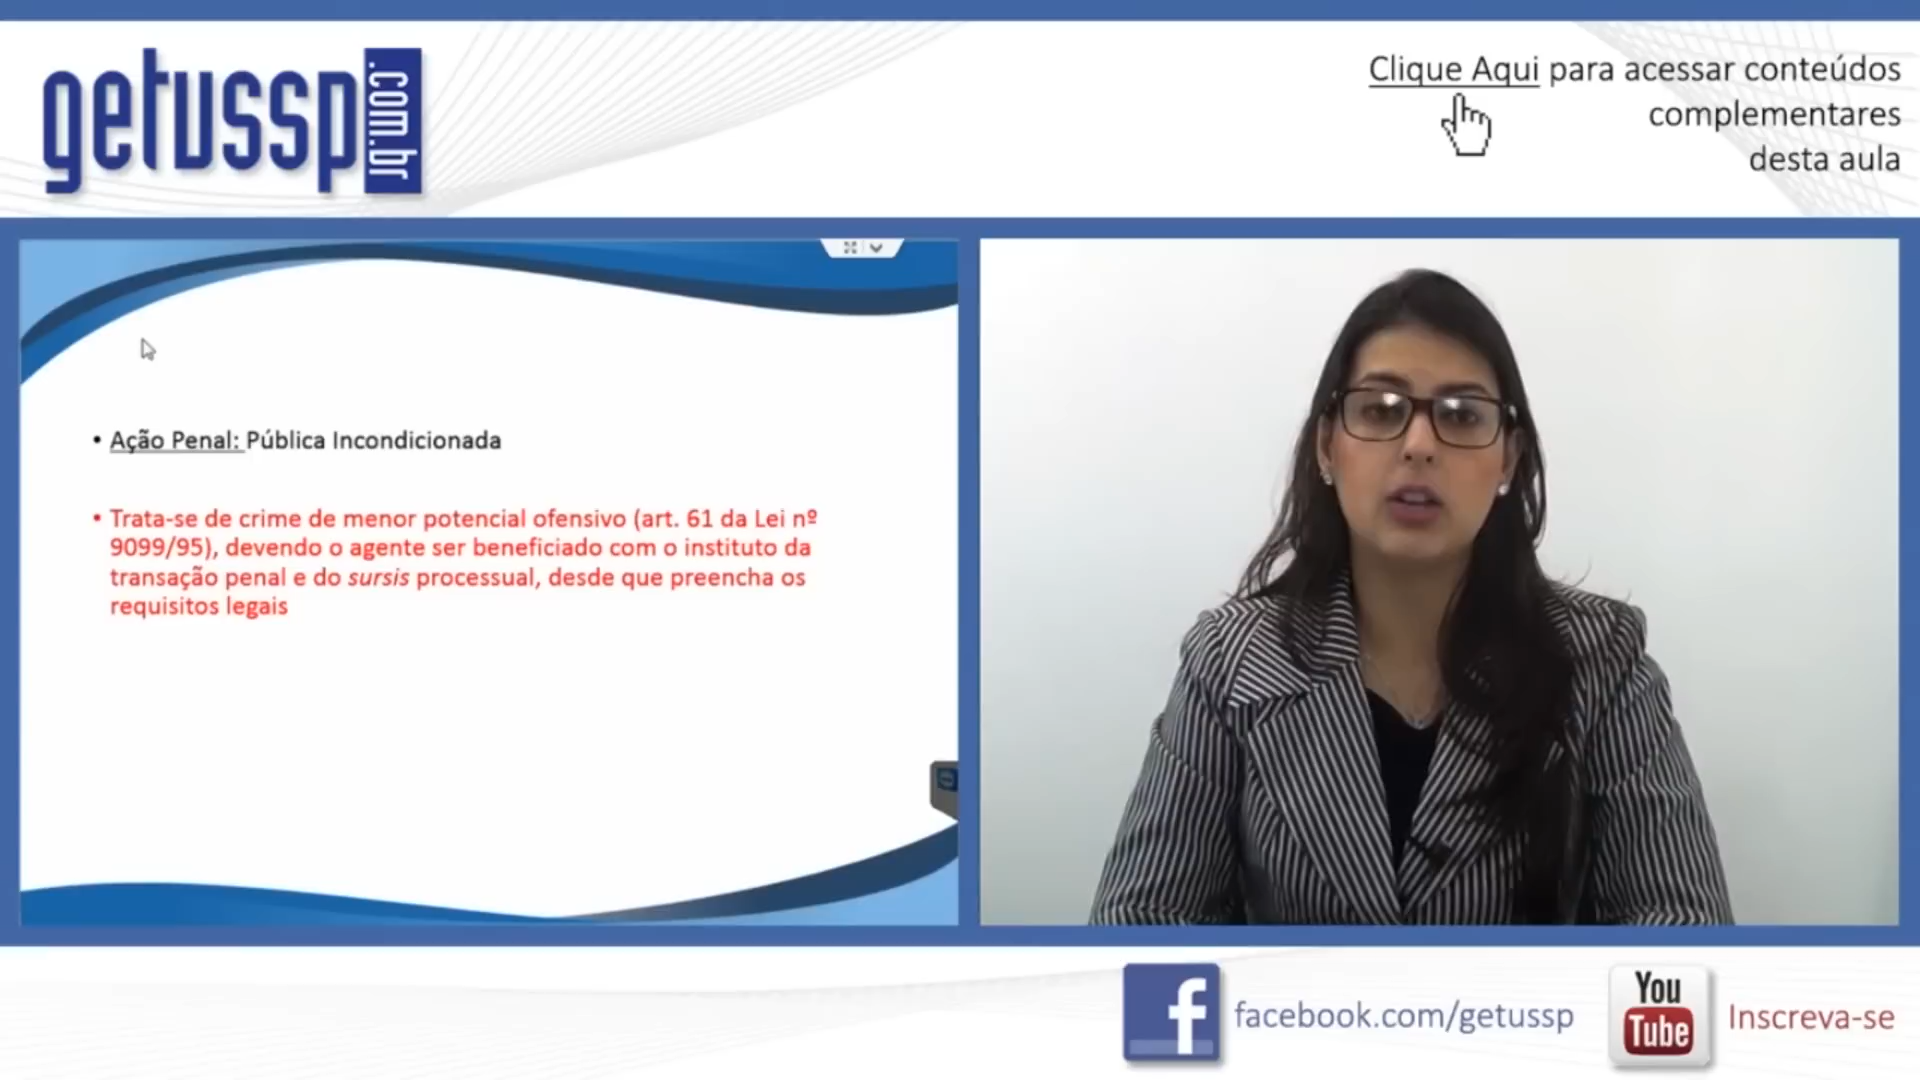 getussp.com.br
Clique Aqui para acessar conteúdos
complementares
desta aula
• Ação Penal: Pública Incondicionada
• Trata-se de crime de menor potencial ofensivo (art. 61 da Lei nº
9099/95), devendo o agente ser beneficiado com o instituto da
transação penal e do sursis processual, desde que preencha os
requisitos legais
facebook.com/getussp
You
Tube
Inscreva-se